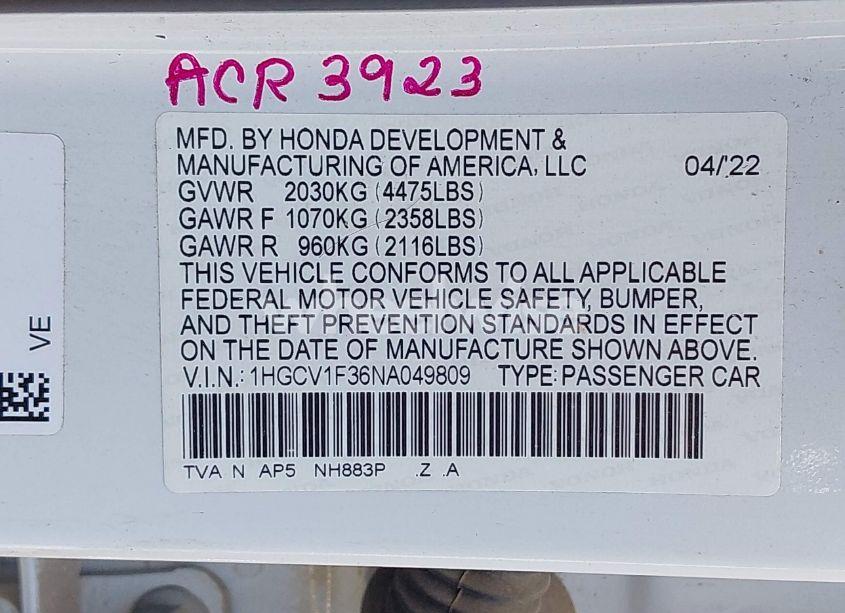 ACR 3923
MFD. BY HONDA DEVELOPMENT &
MANUFACTURING OF AMERICA, LLC 04/22
GVWR 2030KG (4475LBS)
GAWR F 1070KG (2358LBS)
GAWR R 960KG (2116LBS)
THIS VEHICLE CONFORMS TO ALL APPLICABLE
FEDERAL MOTOR VEHICLE SAFETY, BUMPER,
AND THEFT PREVENTION STANDARDS IN EFFECT
ON THE DATE OF MANUFACTURE SHOWN ABOVE.
V.I.N.: 1HGCV1F36NA049809 TYPE: PASSENGER CAR
TVA N AP5 NH883P .Z .A
VE